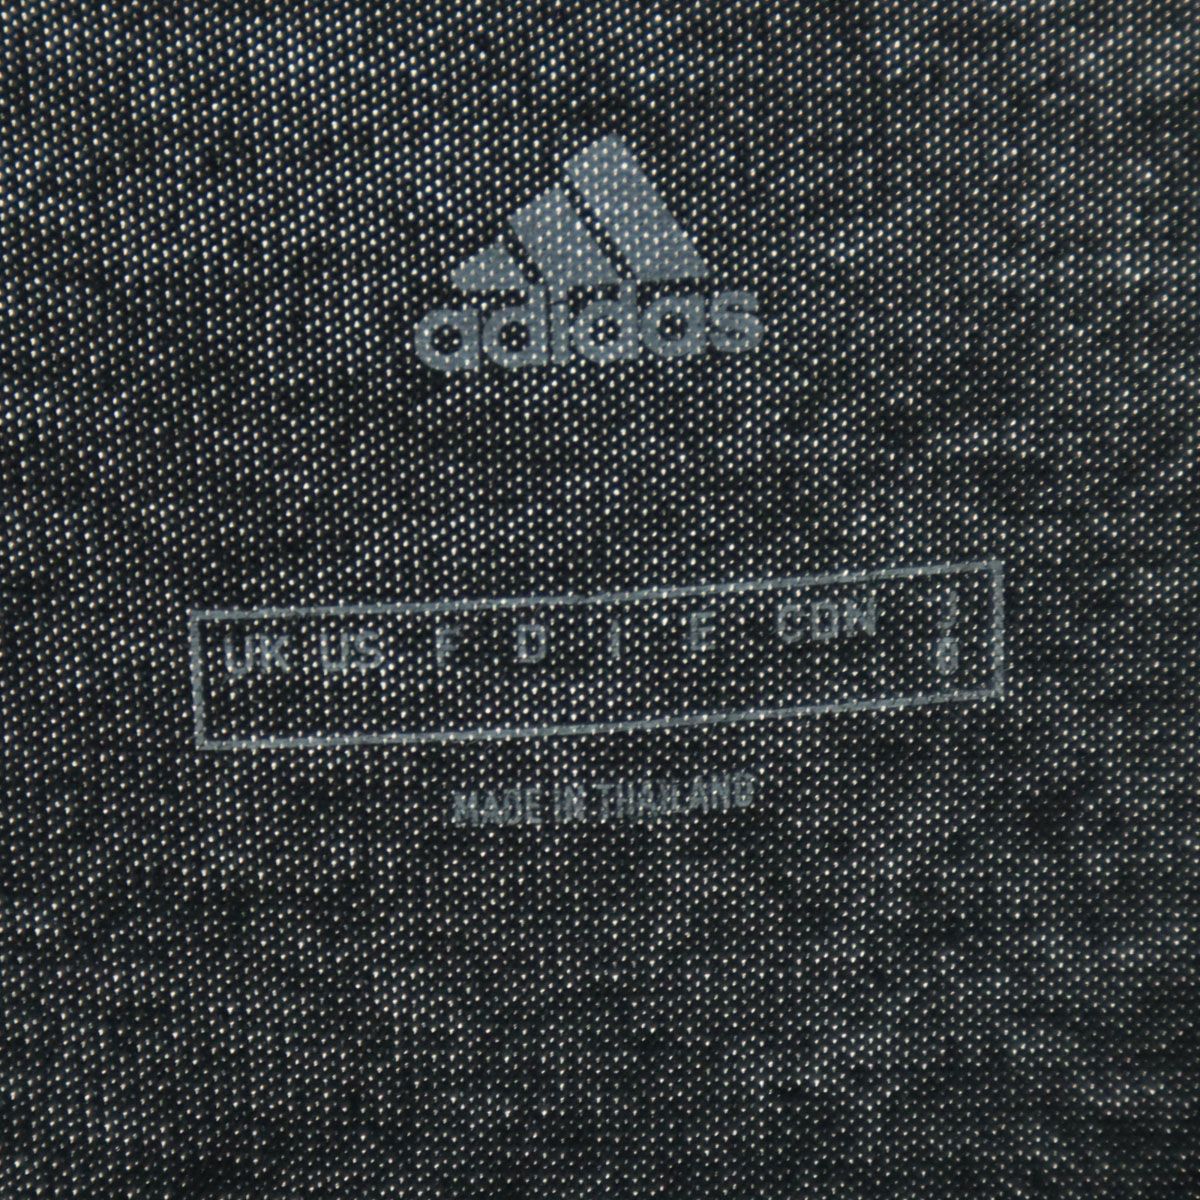 adidas
UK US F D I E CDN J
MADE IN THAILAND